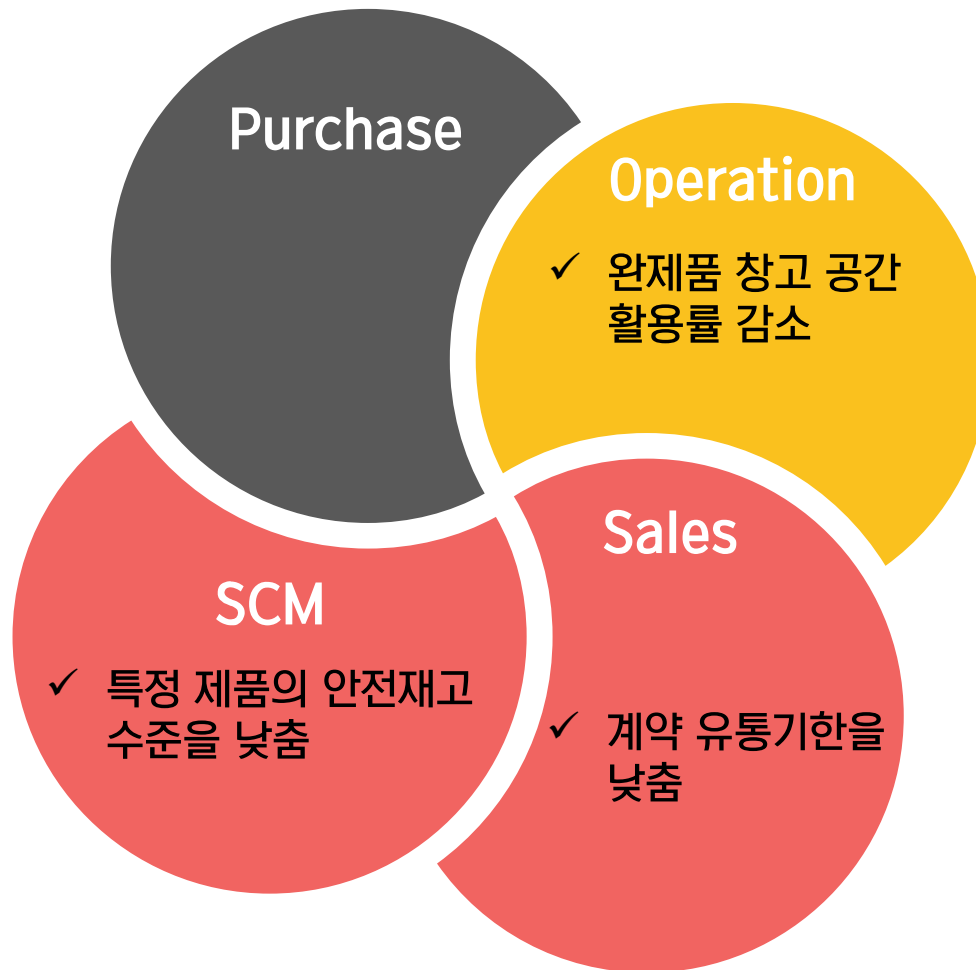 Purchase
Operation
✓ 완제품 창고 공간
활용률 감소
SCM
✓ 특정 제품의 안전재고
수준을 낮춤
Sales
✓ 계약 유통기한을
낮춤